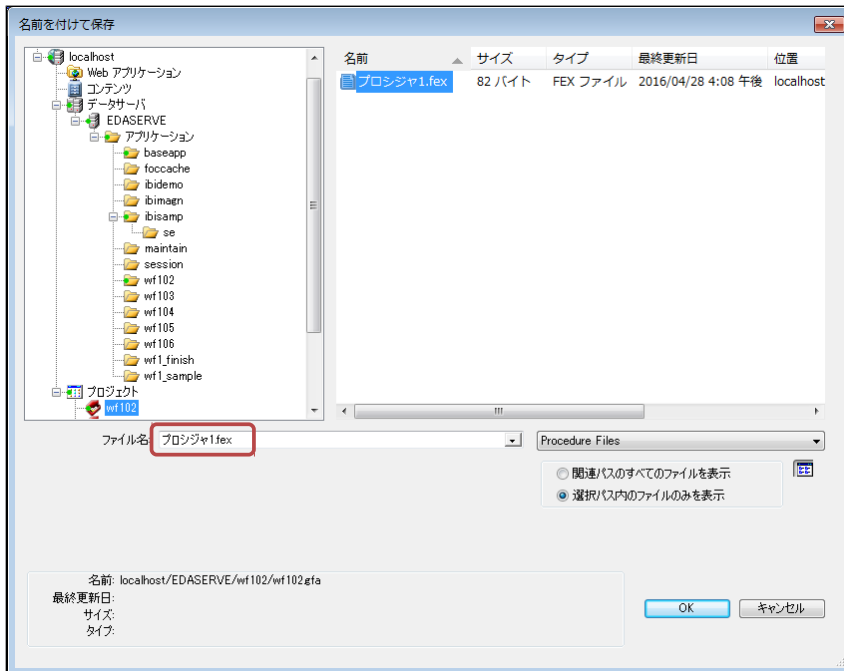 名前を付けて保存
localhost
Web アプリケーション
コンテンツ
データサーバ
EDASERVE
アプリケーション
baseapp
foccache
ibidemo
ibimagn
ibisamp
se
maintain
session
wf102
wf103
wf104
wf105
wf106
wf1_finish
wf1_sample
プロジェクト
wf102
名前 サイズ タイプ 最終更新日 位置
プロシジャ1.fex 82 バイト FEX ファイル 2016/04/28 4:08 午後 localhost
ファイル名: プロシジャ1.fex Procedure Files
関連パスのすべてのファイルを表示
選択パス内のファイルのみを表示
名前: localhost/EDASERVE/wf102/wf102.gfa
最終更新日:
サイズ:
タイプ:
OK キャンセル